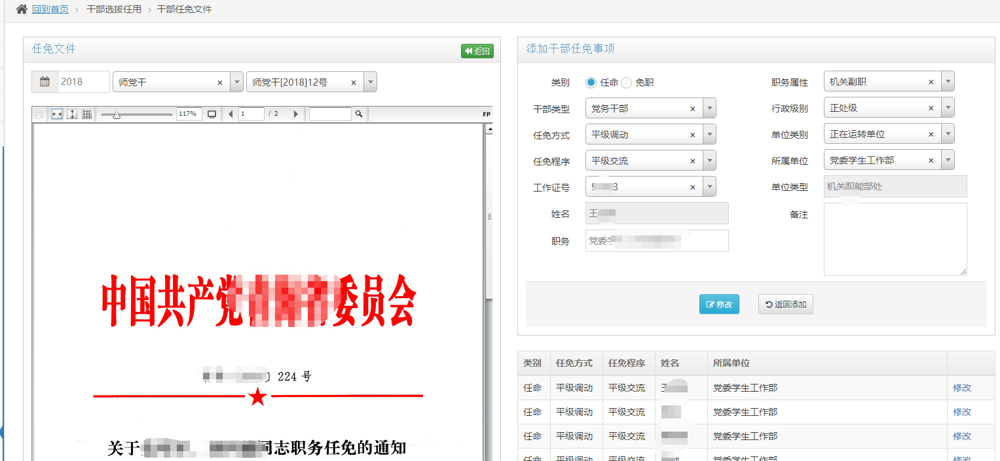 回到首页 > 干部选拔任用 > 干部任免文件
任免文件
返回
2018 师党干 × 师党干[2018]12号 ×
117% 1 / 2 FP
中国共产党 委员会
〕 224 号
关于 同志职务任免的通知
添加干部任免事项
类别 任命 免职 职务属性 机关副职 ×
干部类型 党务干部 × 行政级别 正处级 ×
任免方式 平级调动 × 单位类别 正在运转单位 ×
任免程序 平级交流 × 所属单位 党委学生工作部 ×
工作证号 3 × 单位类型 机关职能部处
姓名 王 备注
职务 党委
修改 返回添加
类别 任免方式 任免程序 姓名 所属单位
任命 平级调动 平级交流 党委学生工作部 修改
任命 平级调动 平级交流 党委学生工作部 修改
任命 平级调动 平级交流 党委学生工作部 修改
任命 平级调动 平级交流 党委学生工作部 修改